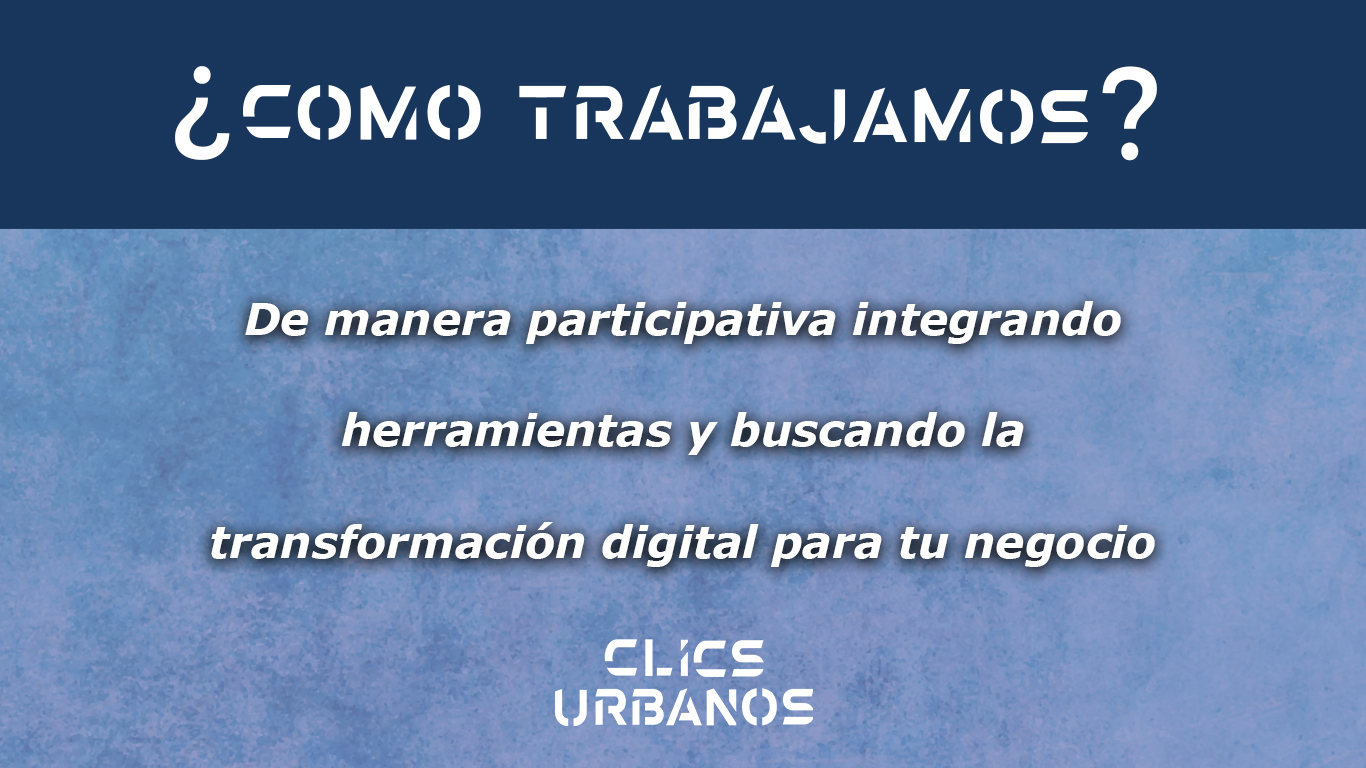 ¿COMO TRABAJAMOS?
De manera participativa integrando
herramientas y buscando la
transformación digital para tu negocio
CLICS
URBANOS